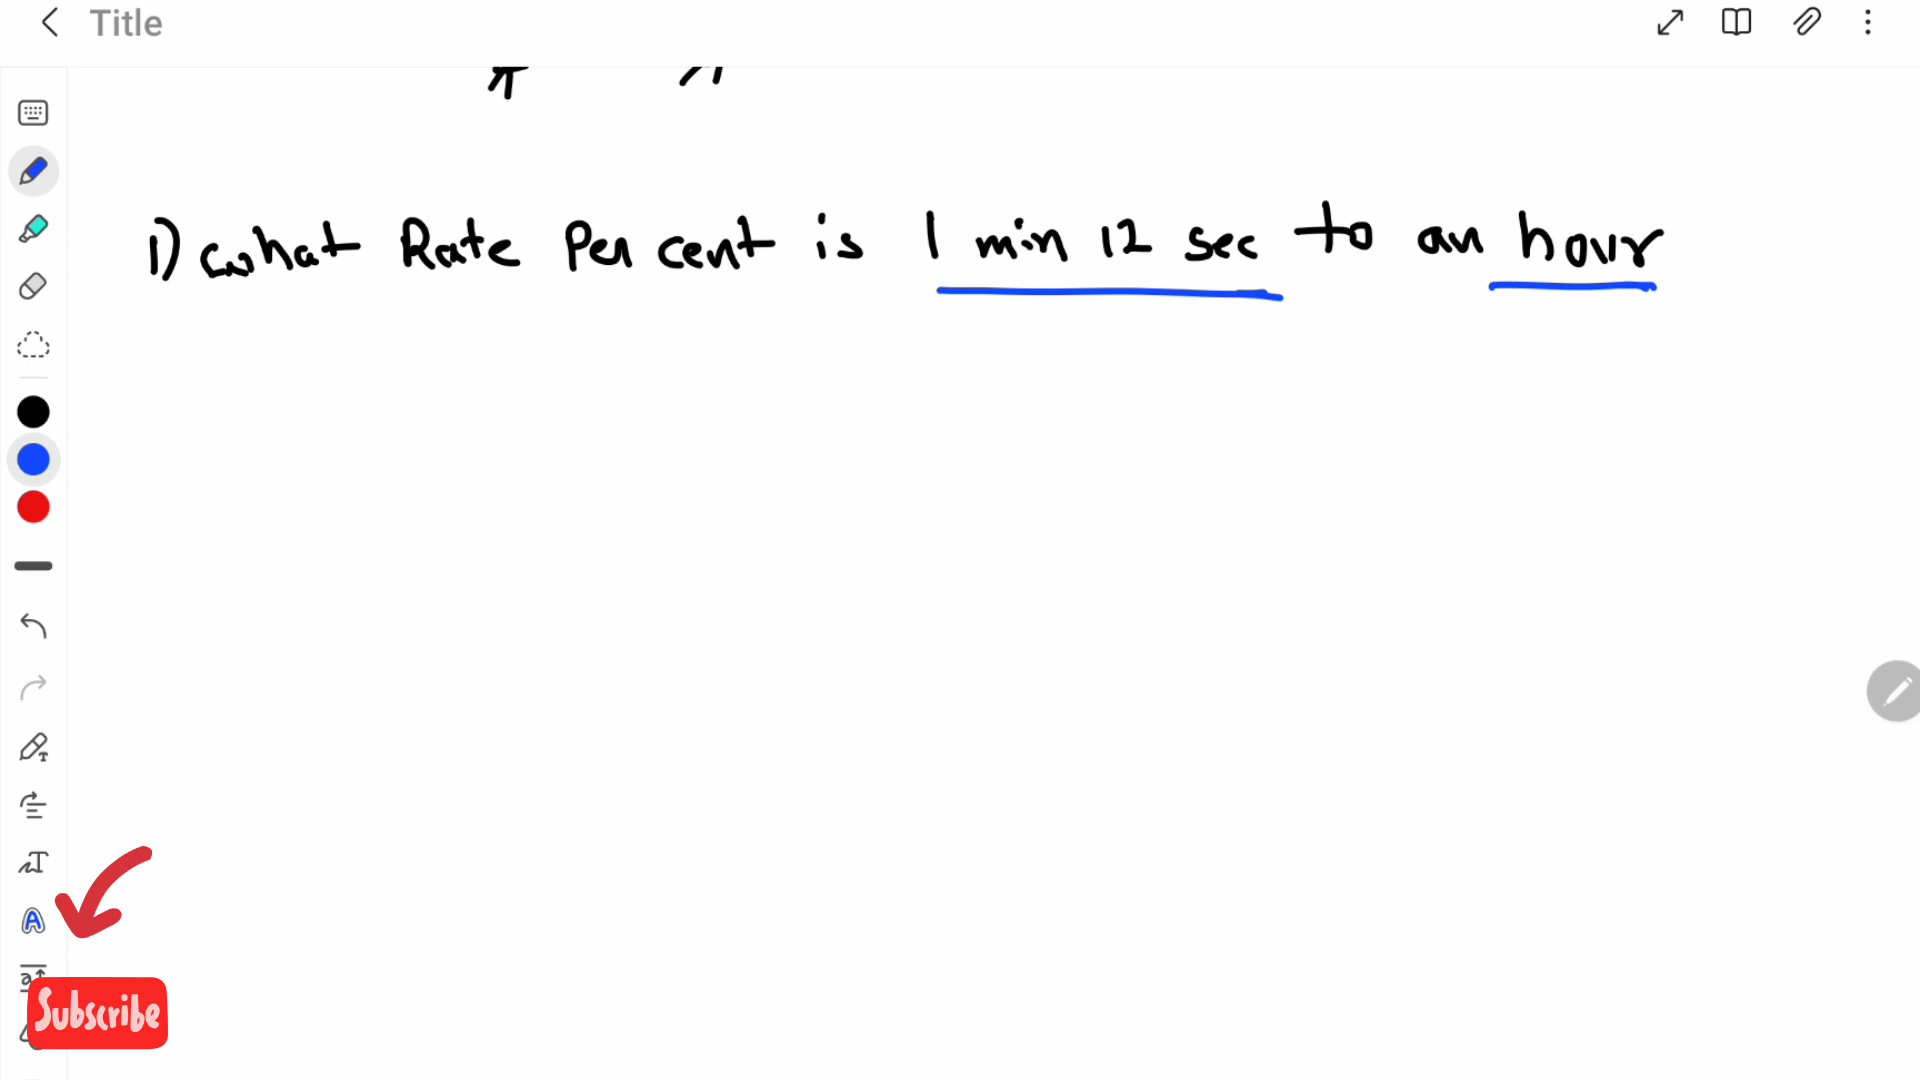 Title
1) what Rate Per cent is 1 min 12 sec to an hour
Subscribe